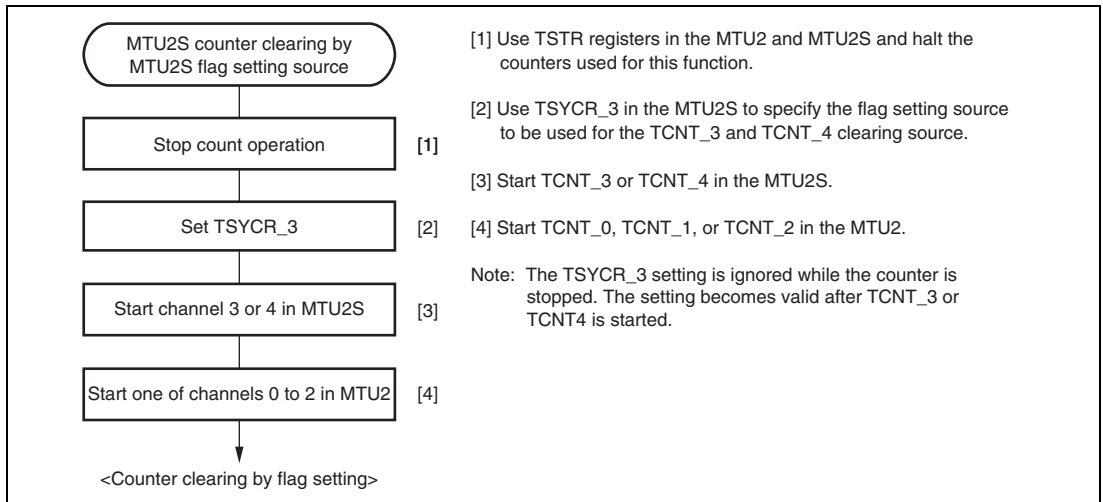 MTU2S counter clearing by
MTU2S flag setting source
Stop count operation
[1]
Set TSYCR_3
[2]
Start channel 3 or 4 in MTU2S
[3]
Start one of channels 0 to 2 in MTU2
[4]
<Counter clearing by flag setting>
[1] Use TSTR registers in the MTU2 and MTU2S and halt the
counters used for this function.
[2] Use TSYCR_3 in the MTU2S to specify the flag setting source
to be used for the TCNT_3 and TCNT_4 clearing source.
[3] Start TCNT_3 or TCNT_4 in the MTU2S.
[4] Start TCNT_0, TCNT_1, or TCNT_2 in the MTU2.
Note: The TSYCR_3 setting is ignored while the counter is
stopped. The setting becomes valid after TCNT_3 or
TCNT4 is started.